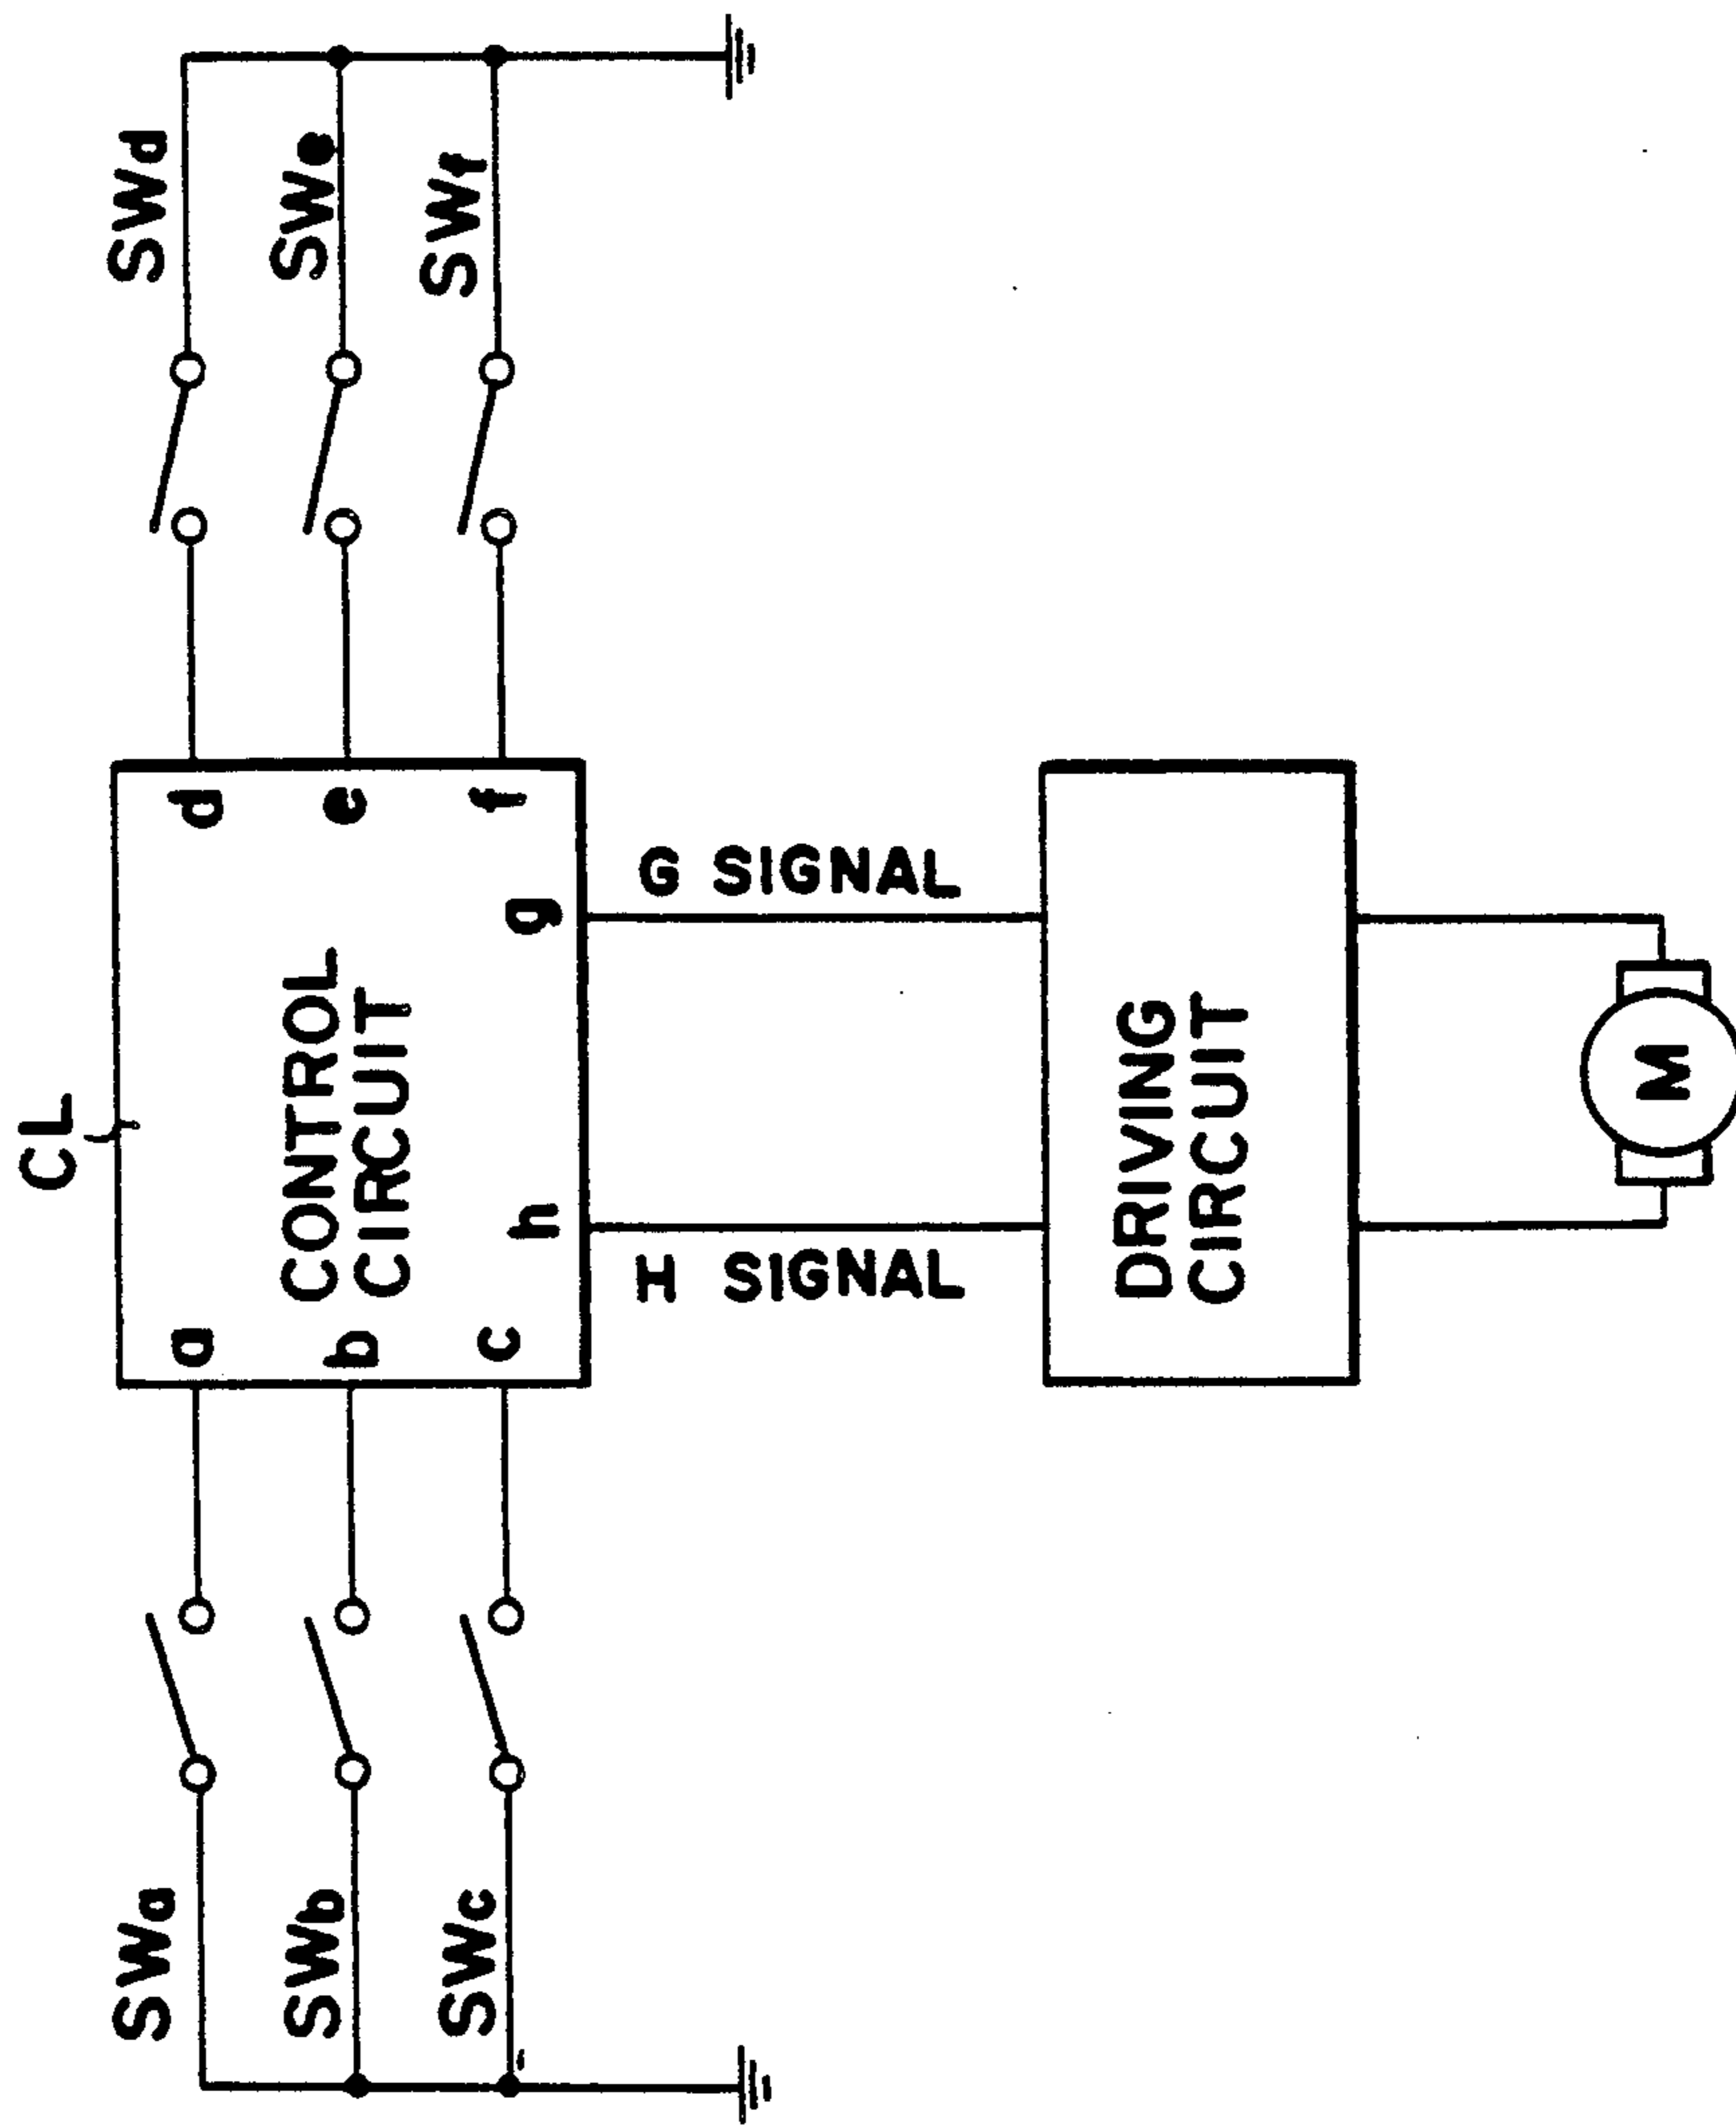 CL
SWa
SWb
SWc
a
b
c
CONTROL
CIRCUIT
d
e
f
h
g
SWd
SWe
SWf
H SIGNAL
G SIGNAL
DRIVING
CIRCUIT
M